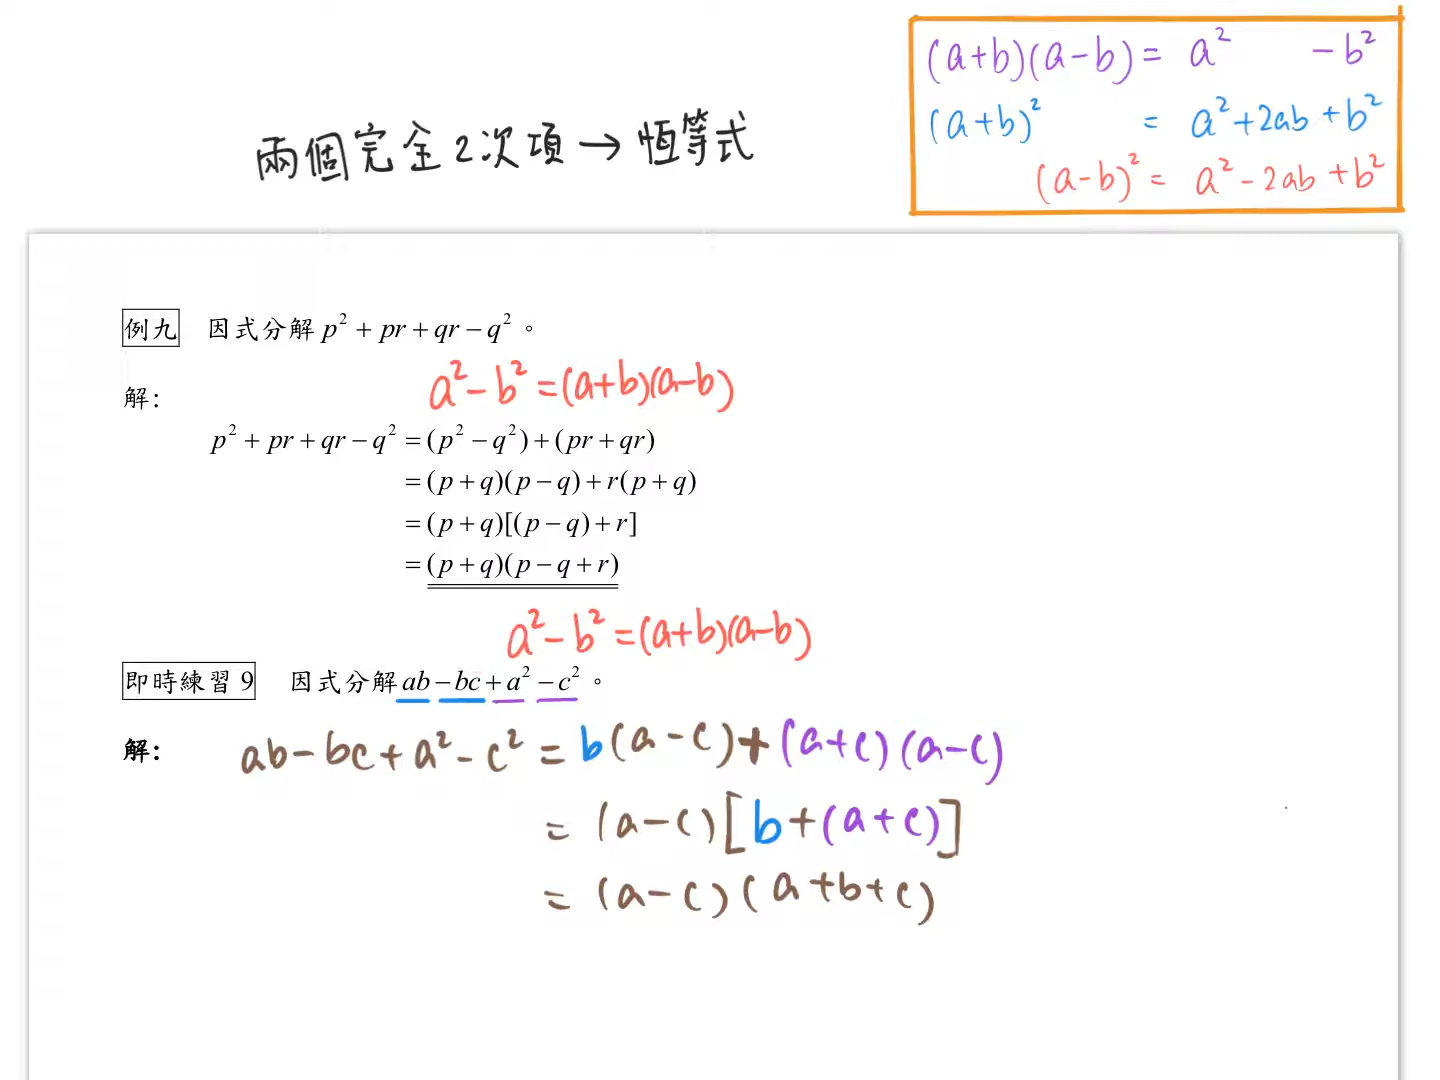 (a+b)(a-b) = a² -b²
(a+b)² = a²+2ab+b²
(a-b)² = a²-2ab+b²
兩個完全2次項→恆等式
例九 因式分解 p² + pr + qr − q² 。
a²-b²=(a+b)(a-b)
解:
p² + pr + qr − q² = (p² − q²) + (pr + qr)
= (p + q)(p − q) + r(p + q)
= (p + q)[(p − q) + r]
= (p + q)(p − q + r)
a²-b²=(a+b)(a-b)
即時練習 9 因式分解 ab − bc + a² − c² 。
解: ab-bc+a²-c² = b(a-c)+(a+c)(a-c)
= (a-c)[b+(a+c)]
= (a-c)(a+b+c)